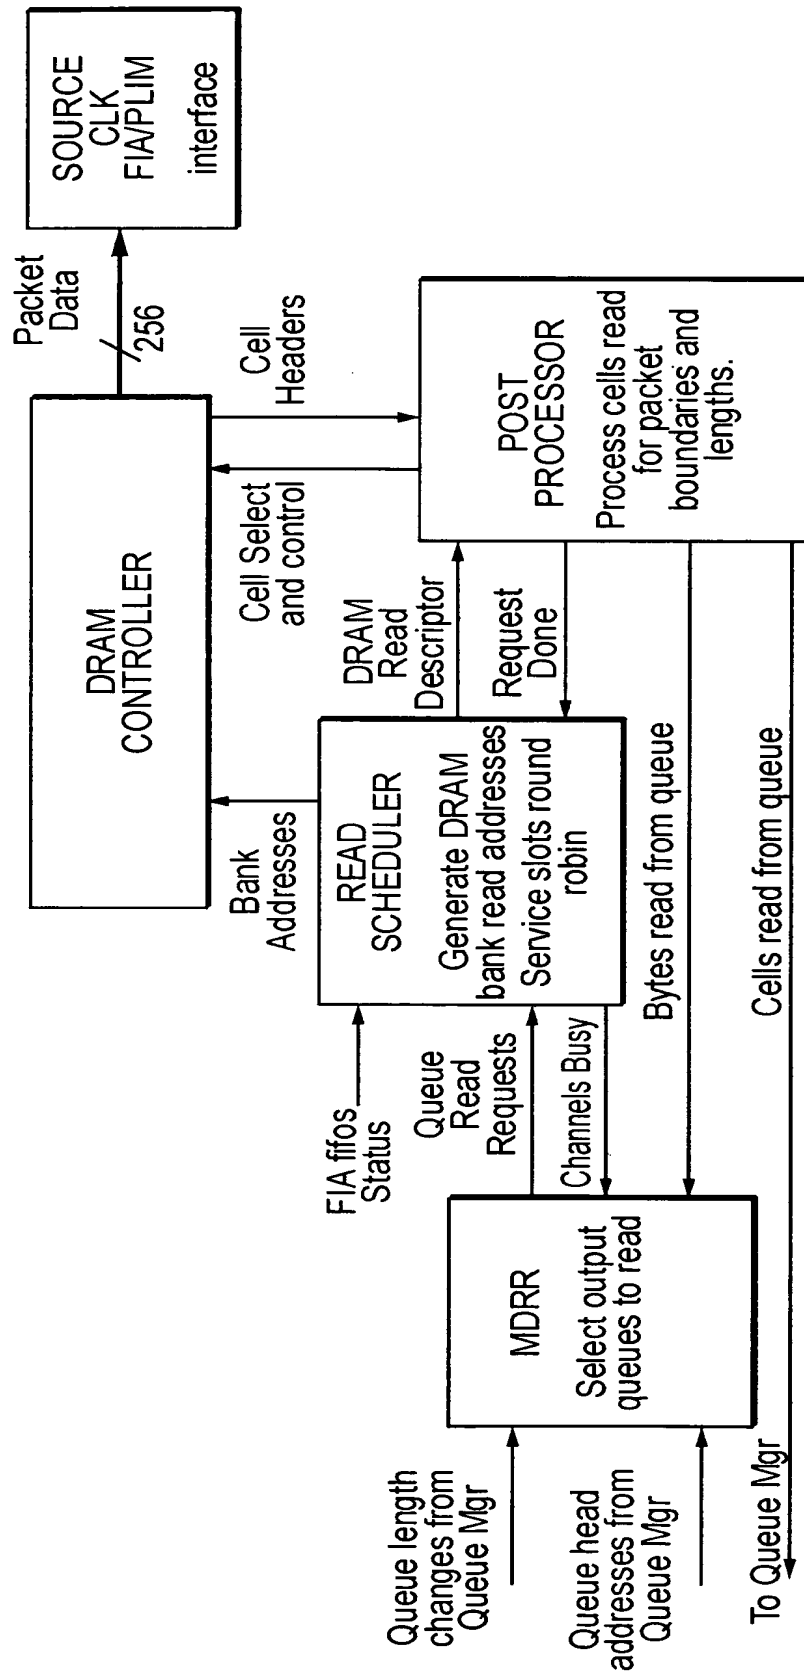 SOURCE
CLK
FIA/PLIM
interface
Packet
Data
256
DRAM
CONTROLLER
Cell
Headers
Cell Select
and control
POST
PROCESSOR
Process cells read
for packet
boundaries and
lengths.
DRAM
Read
Descriptor
Request
Done
Bank
Addresses
READ
SCHEDULER
Generate DRAM
bank read addresses
Service slots round
robin
FIA fifos
Status
Queue
Read
Requests
Channels Busy
Bytes read from queue
Cells read from queue
MDRR
Select output
queues to read
Queue length
changes from
Queue Mgr
Queue head
addresses from
Queue Mgr
To Queue Mgr